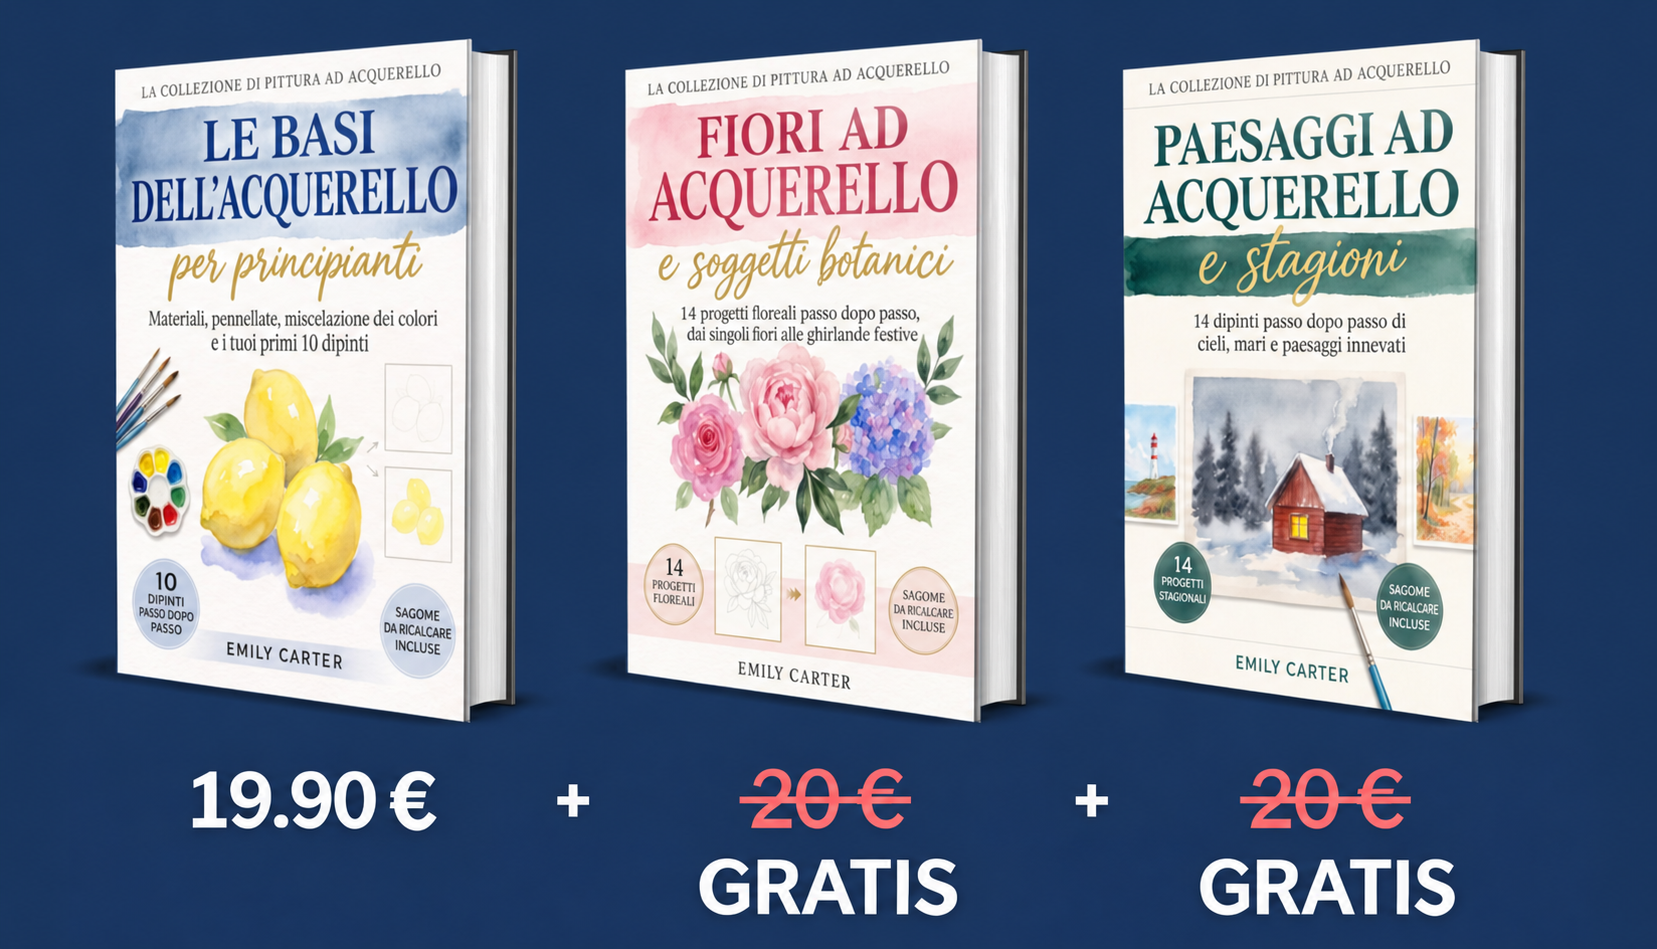 LA COLLEZIONE DI PITTURA AD ACQUERELLO
LE BASI
DELL'ACQUERELLO
per principianti
Materiali, pennellate, miscelazione dei colori
e i tuoi primi 10 dipinti
10
DIPINTI
PASSO DOPO
PASSO
SAGOME
DA RICALCARE
INCLUSE
EMILY CARTER
LA COLLEZIONE DI PITTURA AD ACQUERELLO
FIORI AD
ACQUERELLO
e soggetti botanici
14 progetti floreali passo dopo passo,
dai singoli fiori alle ghirlande festive
14
PROGETTI
FLOREALI
SAGOME
DA RICALCARE
INCLUSE
EMILY CARTER
LA COLLEZIONE DI PITTURA AD ACQUERELLO
PAESAGGI AD
ACQUERELLO
e stagioni
14 dipinti passo dopo passo di
cieli, mari e paesaggi innevati
14
PROGETTI
STAGIONALI
SAGOME
DA RICALCARE
INCLUSE
EMILY CARTER
19.90 € + 20 € + 20 €
GRATIS GRATIS